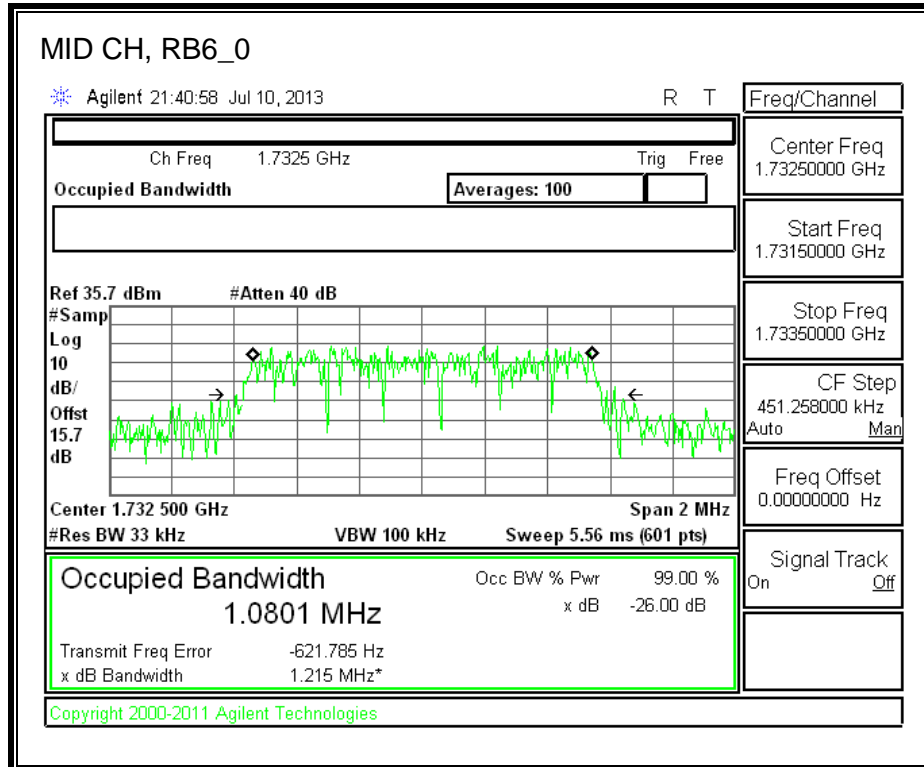 MID CH, RB6_0
Agilent 21:40:58 Jul 10, 2013 R T
Ch Freq 1.7325 GHz Trig Free
Occupied Bandwidth Averages: 100
Ref 35.7 dBm #Atten 40 dB
#Samp
Log
10
dB/
Offst
15.7
dB
Center 1.732 500 GHz Span 2 MHz
#Res BW 33 kHz VBW 100 kHz Sweep 5.56 ms (601 pts)
Occupied Bandwidth Occ BW % Pwr 99.00 %
1.0801 MHz x dB -26.00 dB
Transmit Freq Error -621.785 Hz
x dB Bandwidth 1.215 MHz*
Copyright 2000-2011 Agilent Technologies
Freq/Channel
Center Freq
1.73250000 GHz
Start Freq
1.73150000 GHz
Stop Freq
1.73350000 GHz
CF Step
451.258000 kHz
Auto Man
Freq Offset
0.00000000 Hz
Signal Track
On Off